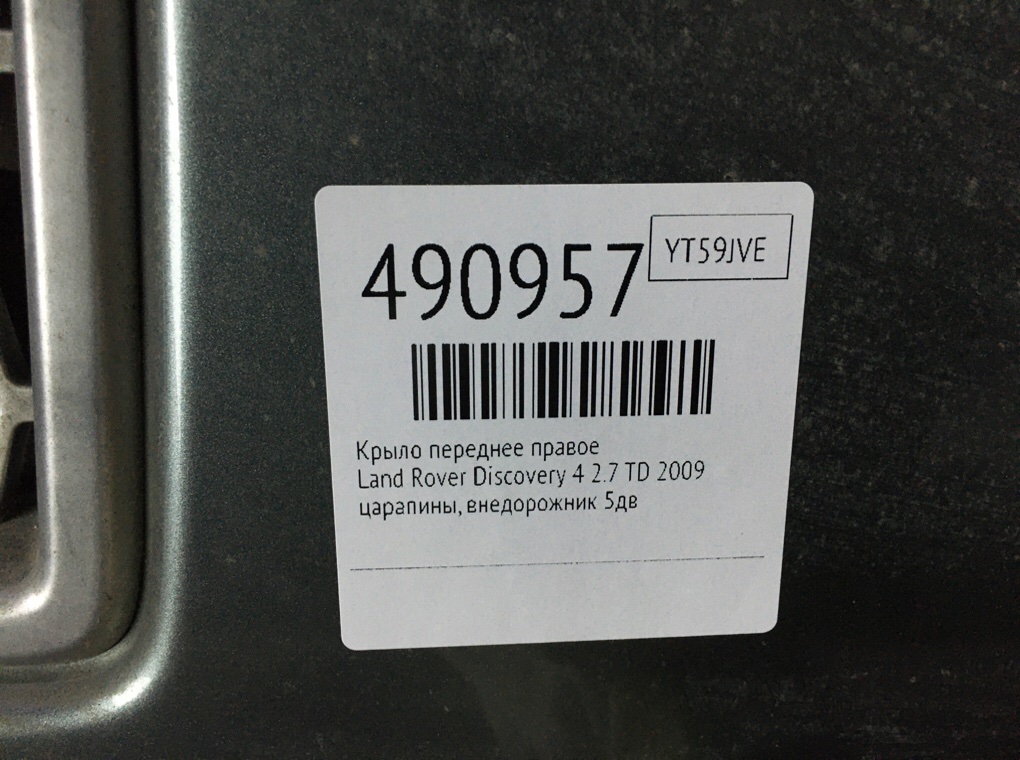 490957
YT59JVE
Крыло переднее правое
Land Rover Discovery 4 2.7 TD 2009
царапины, внедорожник 5дв